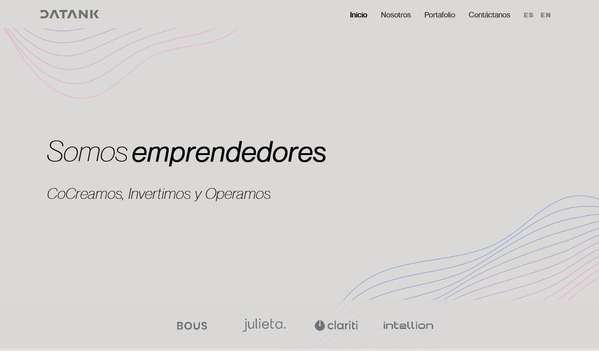 DATANK
Inicio Nosotros Portafolio Contáctanos ES EN
Somos emprendedores
CoCreamos, Invertimos y Operamos
BOUS julieta. clariti intellion